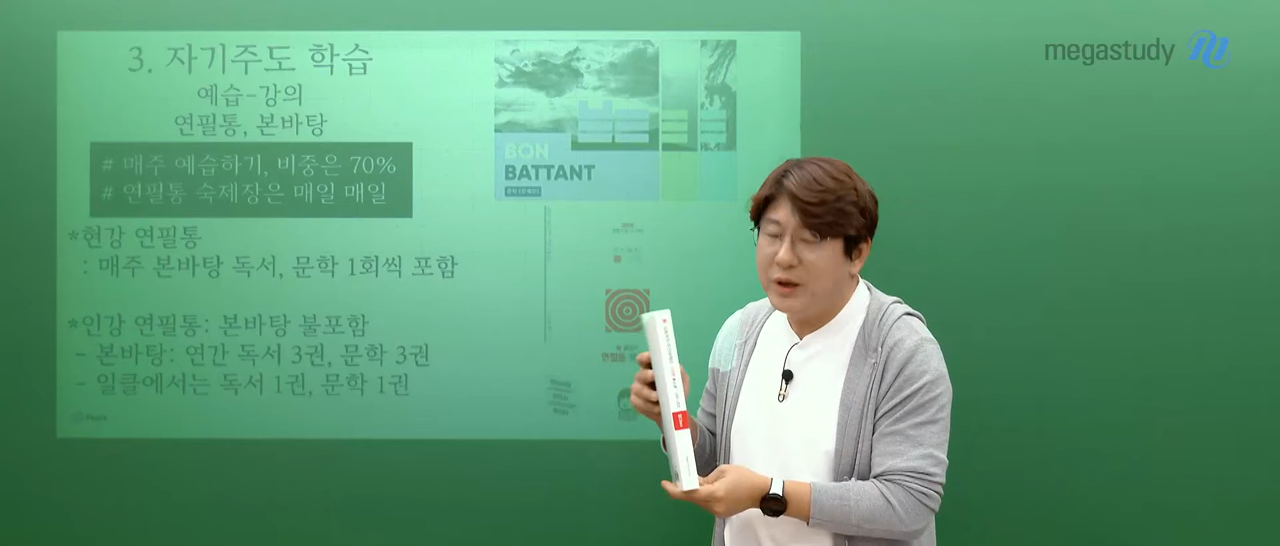 3. 자기주도 학습
예습-강의
연필통, 본바탕
# 매주 예습하기, 비중은 70%
# 연필통 숙제장은 매일 매일
*현강 연필통
: 매주 본바탕 독서, 문학 1회씩 포함
*인강 연필통: 본바탕 불포함
- 본바탕: 연간 독서 3권, 문학 3권
- 일클에서는 독서 1권, 문학 1권
BON
BATTANT
megastudy